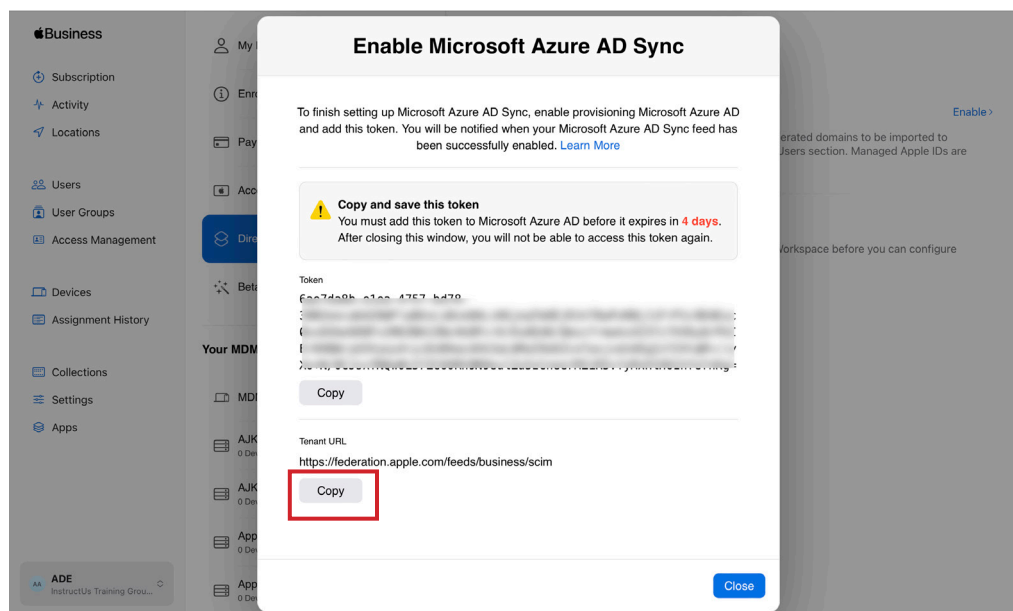 Business
Subscription
Activity
Locations
Users
User Groups
Access Management
Devices
Assignment History
Collections
Settings
Apps
AA
ADE
InstructUs Training Grou...
My
Your MDM
AJK
AJK
Enable Microsoft Azure AD Sync
To finish setting up Microsoft Azure AD Sync, enable provisioning Microsoft Azure AD
and add this token. You will be notified when your Microsoft Azure AD Sync feed has
been successfully enabled. Learn More
Copy and save this token
You must add this token to Microsoft Azure AD before it expires in 4 days.
After closing this window, you will not be able to access this token again.
Token
Copy
Tenant URL
https://federation.apple.com/feeds/business/scim
Copy
Close
Enable >
domains to be imported to
section. Managed Apple IDs are
before you can configure